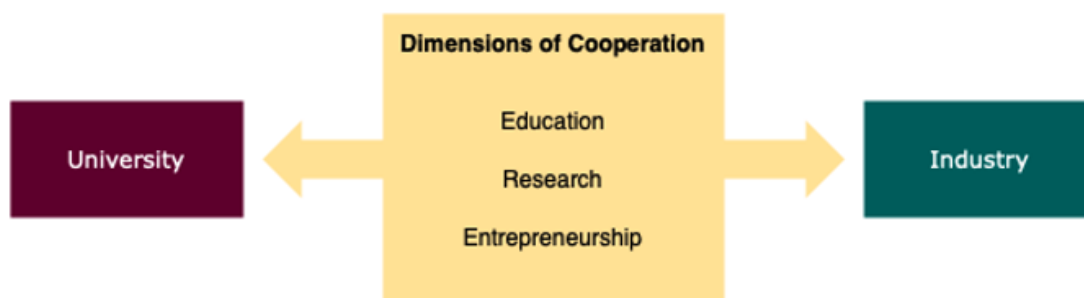 Dimensions of Cooperation
University
Education
Research
Entrepreneurship
Industry